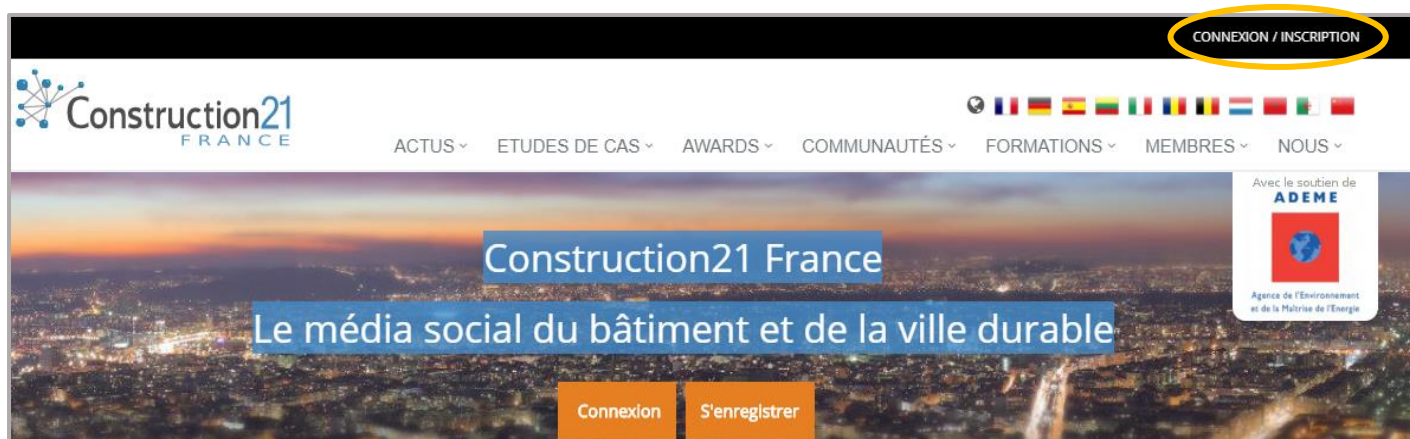 CONNEXION / INSCRIPTION
Construction21
FRANCE
ACTUS ETUDES DE CAS AWARDS COMMUNAUTÉS FORMATIONS MEMBRES NOUS
Avec le soutien de
ADEME
Agence de l'Environnement
et de la Maîtrise de l'Energie
Construction21 France
Le média social du bâtiment et de la ville durable
Connexion S'enregistrer